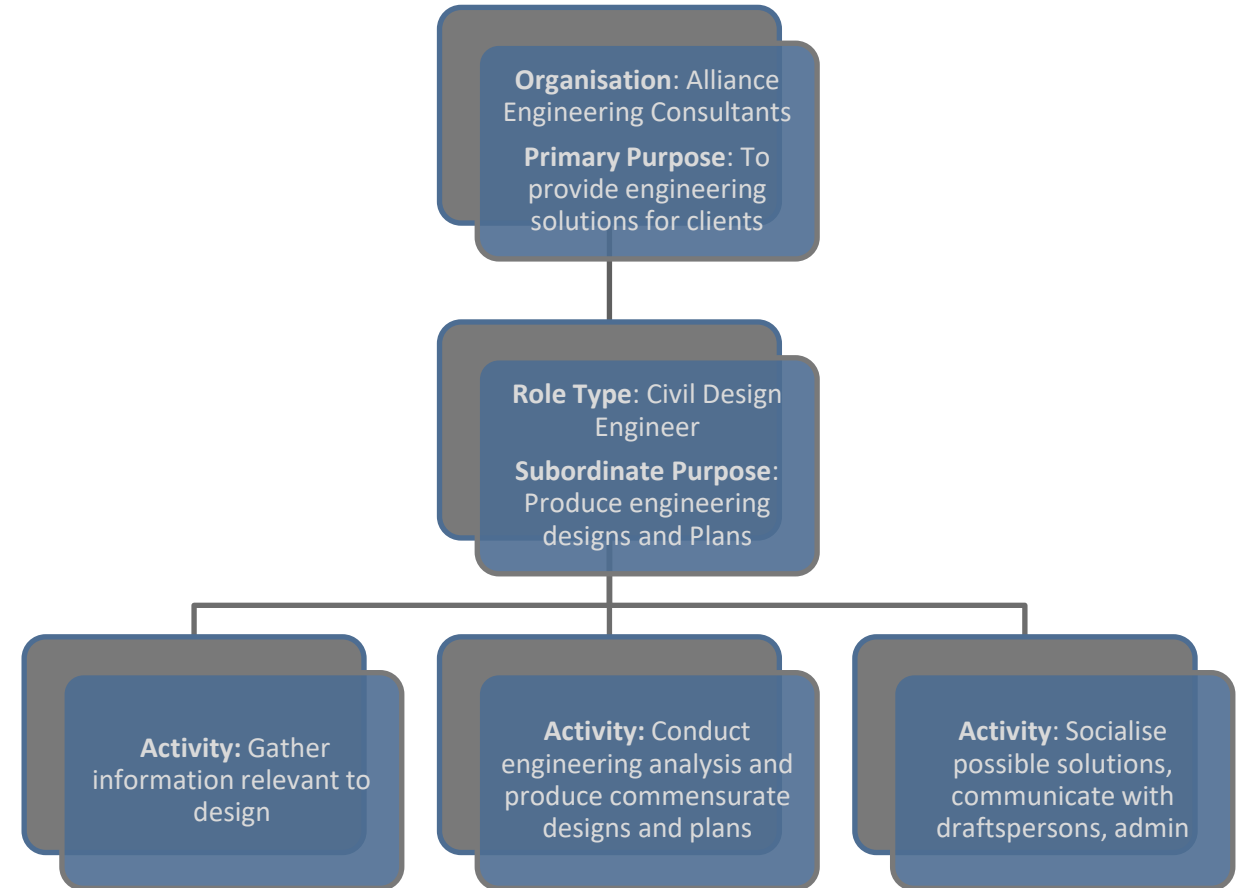 Organisation: Alliance
Engineering Consultants
Primary Purpose: To
provide engineering
solutions for clients
Role Type: Civil Design
Engineer
Subordinate Purpose:
Produce engineering
designs and Plans
Activity: Gather
information relevant to
design
Activity: Conduct
engineering analysis and
produce commensurate
designs and plans
Activity: Socialise
possible solutions,
communicate with
draftspersons, admin